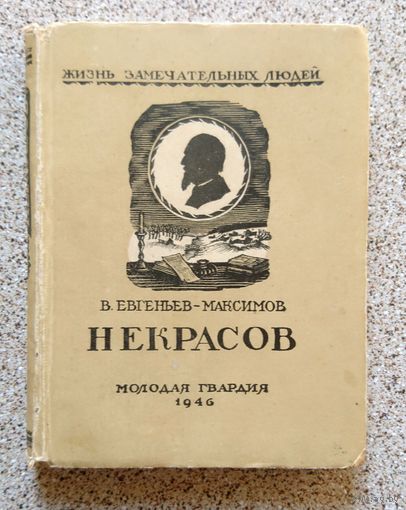 ЖИЗНЬ ЗАМЕЧАТЕЛЬНЫХ ЛЮДЕЙ
В. ЕВГЕНЬЕВ-МАКСИМОВ
НЕКРАСОВ
МОЛОДАЯ ГВАРДИЯ
1946